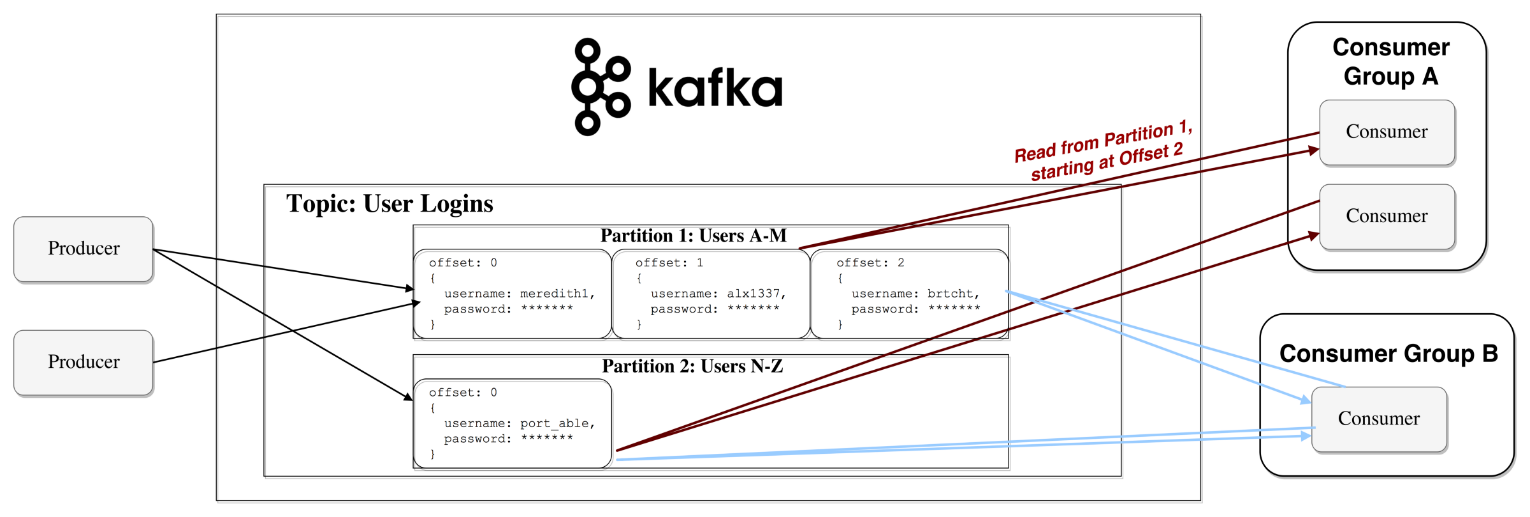 kafka
Topic: User Logins
Producer
Producer
Partition 1: Users A-M
offset: 0
{
username: meredith1,
password: *******
}
offset: 1
{
username: alx1337,
password: *******
}
offset: 2
{
username: brtcht,
password: *******
}
Partition 2: Users N-Z
offset: 0
{
username: port_able,
password: *******
}
Read from Partition 1,
starting at Offset 2
Consumer
Group A
Consumer
Consumer
Consumer Group B
Consumer